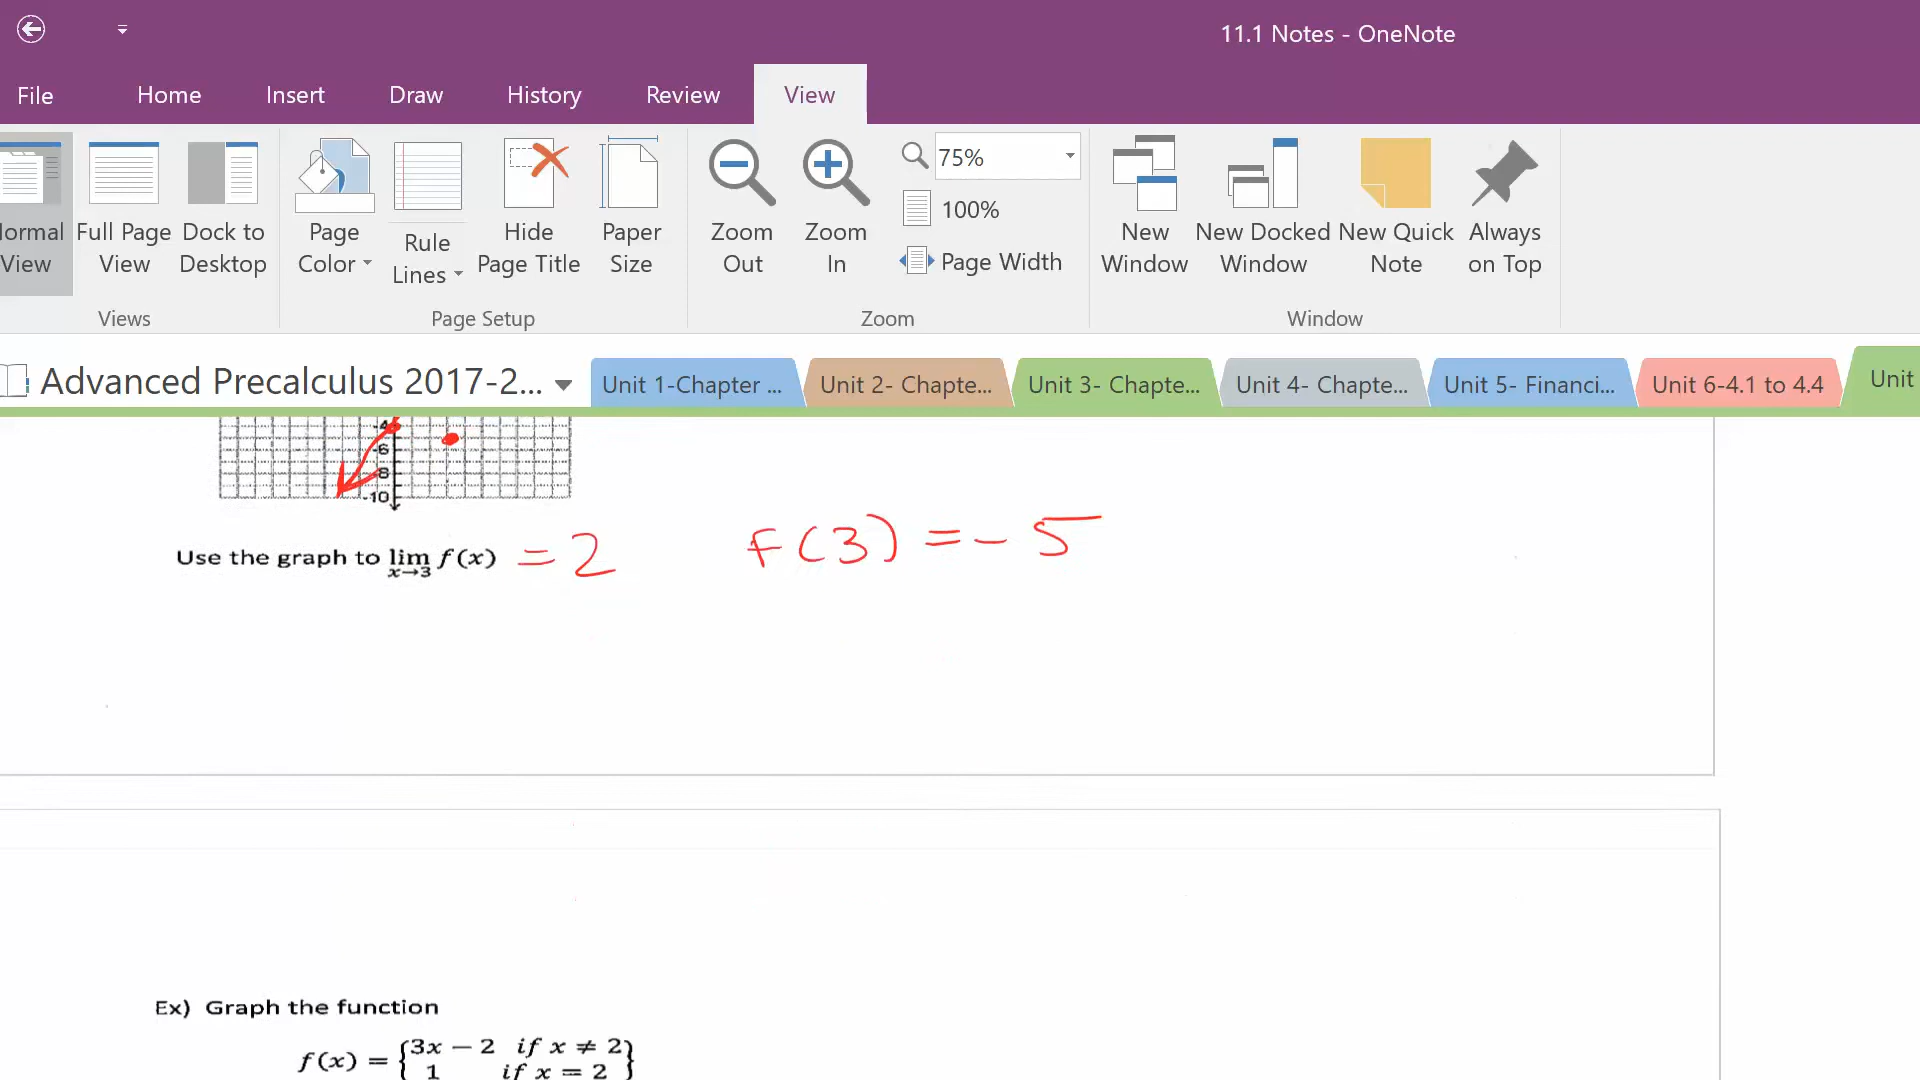 11.1 Notes - OneNote
File Home Insert Draw History Review View
75%
100%
Page Width
ormal View
Full Page View
Dock to Desktop
Page Color
Rule Lines
Hide Page Title
Paper Size
Zoom Out
Zoom In
New Window
New Docked Window
New Quick Note
Always on Top
Views Page Setup Zoom Window
Advanced Precalculus 2017-2... Unit 1-Chapter ... Unit 2- Chapte... Unit 3- Chapte... Unit 4- Chapte... Unit 5- Financi... Unit 6-4.1 to 4.4 Unit
-4
-6
-8
-10
Use the graph to lim f(x) = 2 f(3) = -5
x→3
Ex) Graph the function
f(x) = {3x − 2 if x ≠ 2}
{1 if x = 2}